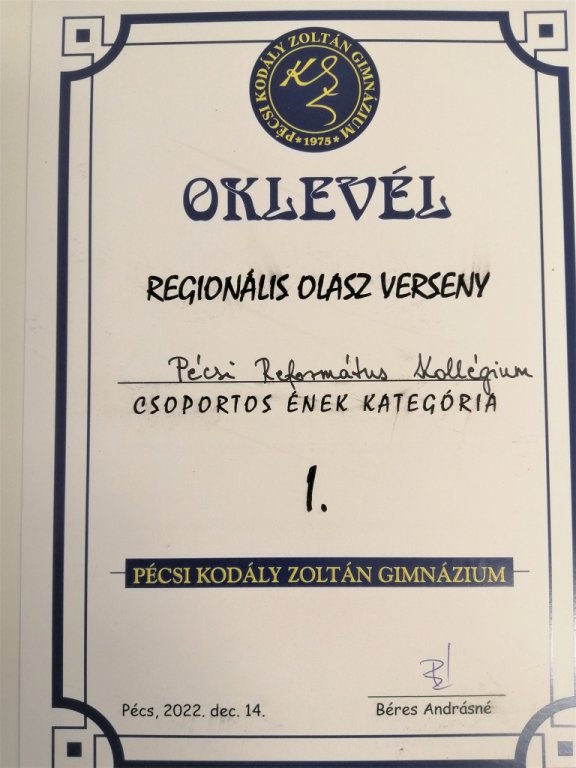 PÉCSI KODÁLY ZOLTÁN GIMNÁZIUM
* 1975 *
OKLEVÉL
REGIONÁLIS OLASZ VERSENY
Pécsi Református Kollégium
CSOPORTOS ÉNEK KATEGÓRIA
1.
PÉCSI KODÁLY ZOLTÁN GIMNÁZIUM
Pécs, 2022. dec. 14.
Béres Andrásné